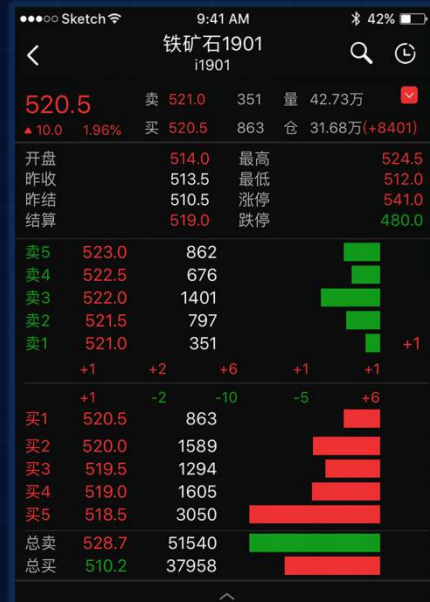 Sketch 9:41 AM 42%
铁矿石1901
i1901
520.5 卖 521.0 351 量 42.73万
▲ 10.0 1.96% 买 520.5 863 仓 31.68万(+8401)
开盘 514.0 最高 524.5
昨收 513.5 最低 512.0
昨结 510.5 涨停 541.0
结算 519.0 跌停 480.0
卖5 523.0 862
卖4 522.5 676
卖3 522.0 1401
卖2 521.5 797
卖1 521.0 351 +1
+1 +2 +6 +1 +1
+1 -2 -10 -5 +6
买1 520.5 863
买2 520.0 1589
买3 519.5 1294
买4 519.0 1605
买5 518.5 3050
总卖 528.7 51540
总买 510.2 37958